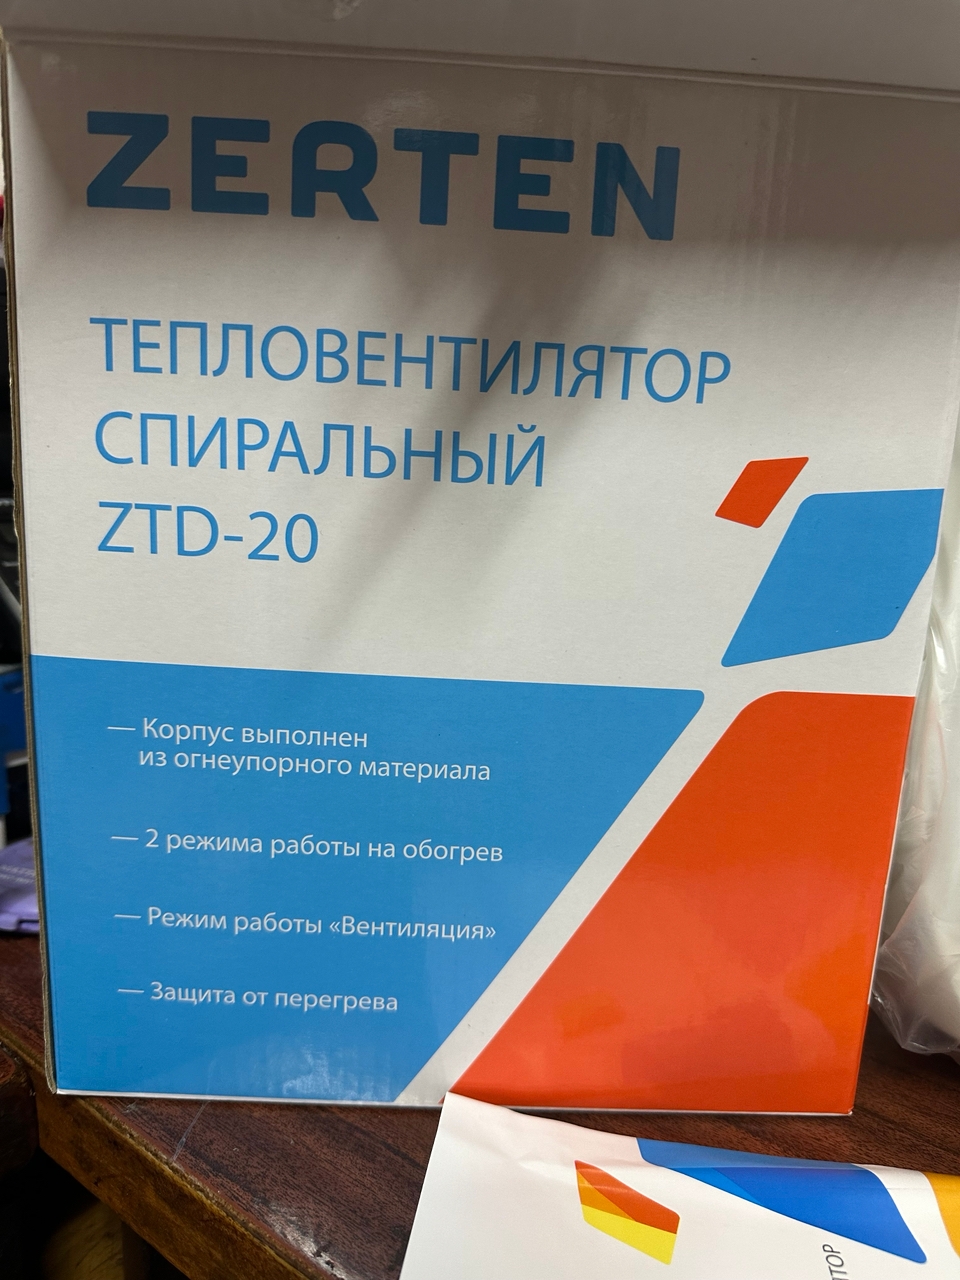 ZERTEN
ТЕПЛОВЕНТИЛЯТОР
СПИРАЛЬНЫЙ
ZTD-20
— Корпус выполнен
из огнеупорного материала
— 2 режима работы на обогрев
— Режим работы «Вентиляция»
— Защита от перегрева